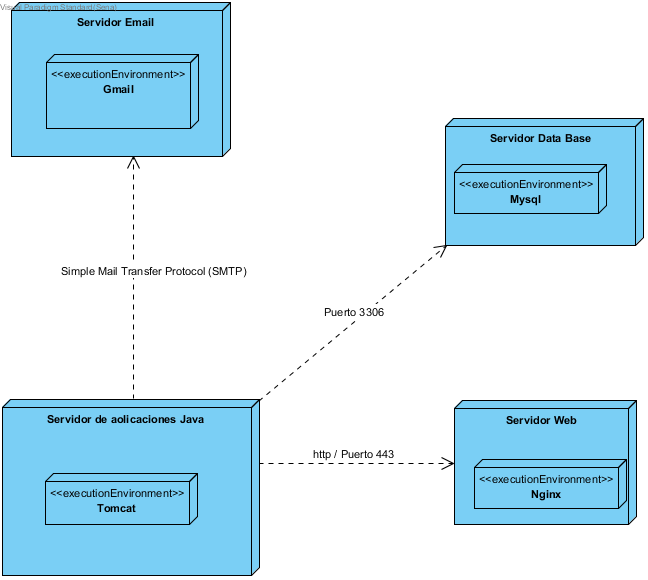 Visual Paradigm Standard(Sena)
Servidor Email
<<executionEnvironment>>
Gmail
Servidor Data Base
<<executionEnvironment>>
Mysql
Simple Mail Transfer Protocol (SMTP)
Puerto 3306
Servidor de aolicaciones Java
<<executionEnvironment>>
Tomcat
http / Puerto 443
Servidor Web
<<executionEnvironment>>
Nginx